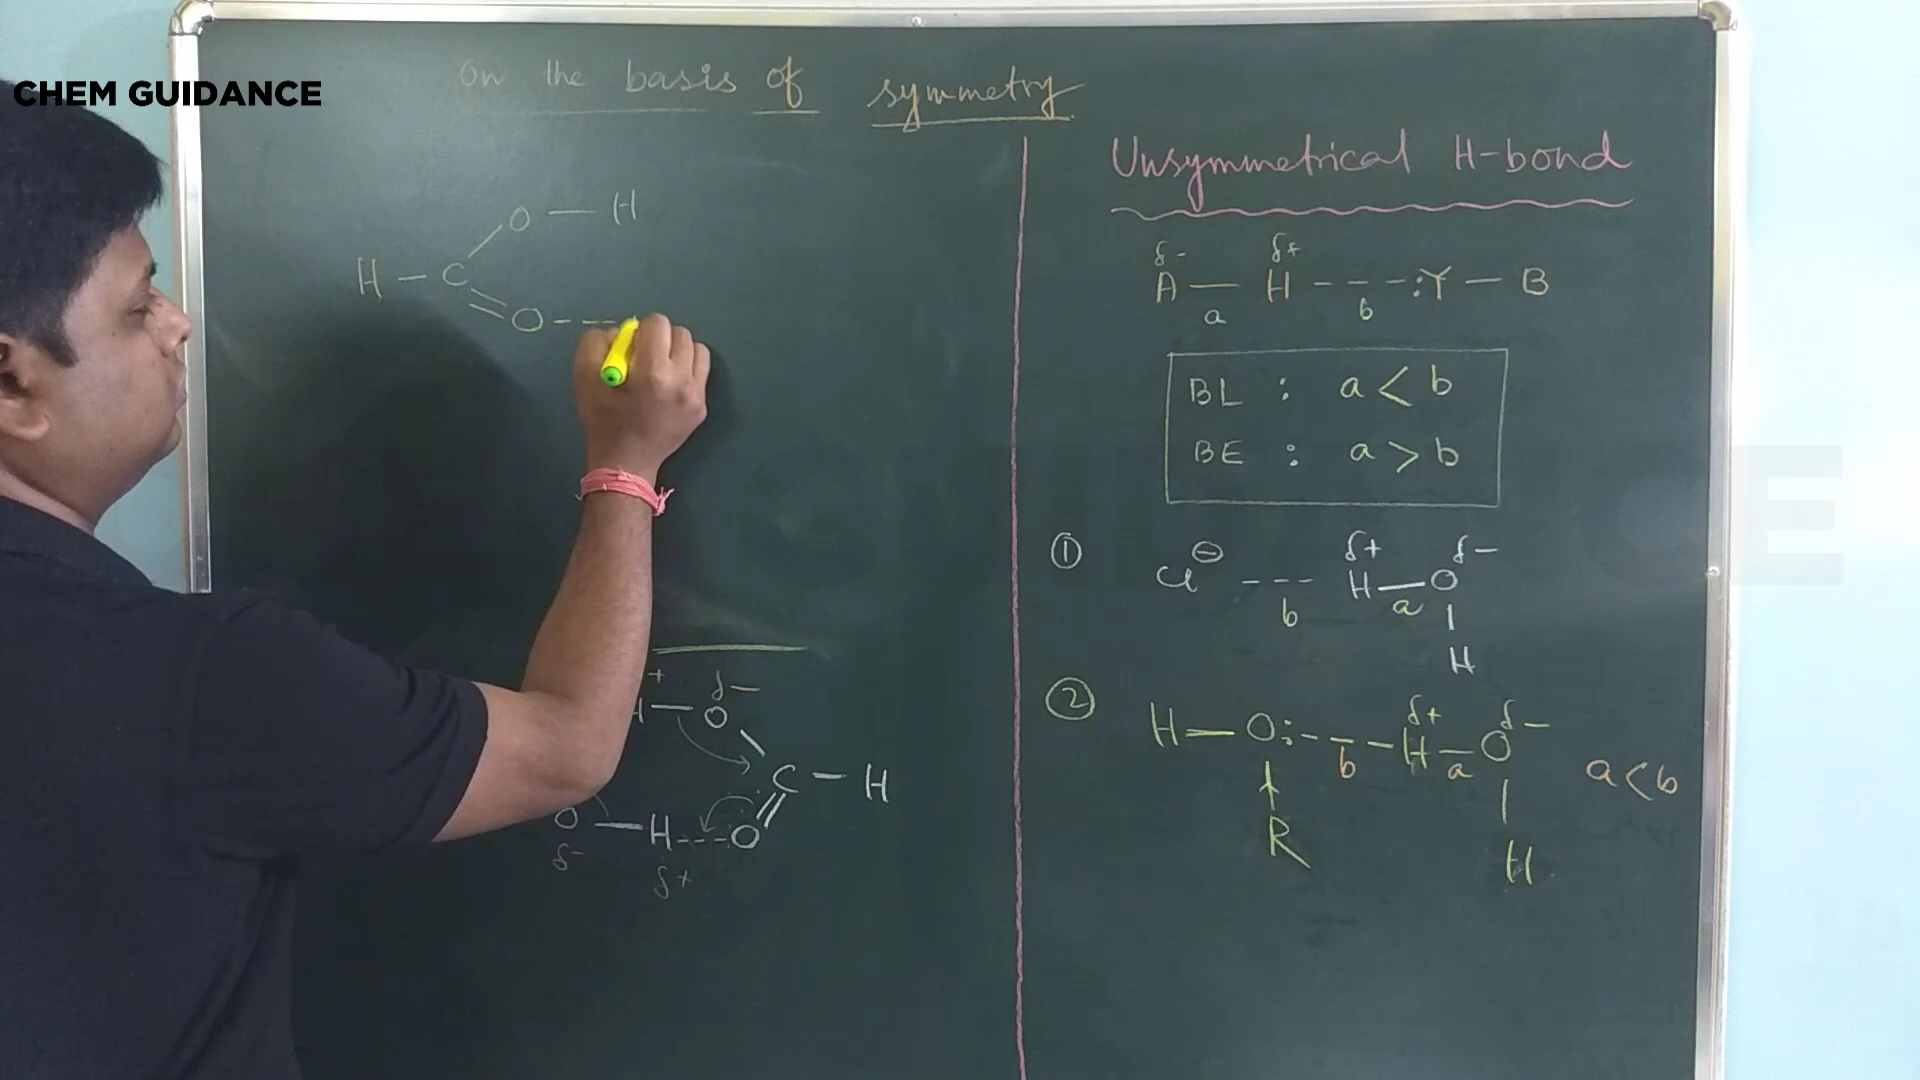 CHEM GUIDANCE
On the basis of symmetry
O — H
H — C
O - - -
+ δ-
H — O
C — H
O — H - - - O
δ- δ+
Unsymmetrical H-bond
δ- δ+
A — H - - - :Y — B
a b
BL : a < b
BE : a > b
① Cl⊖ - - - H — O
δ+ δ-
b a
H
② H — O: - - - H — O
δ+ δ-
b a a < b
R H